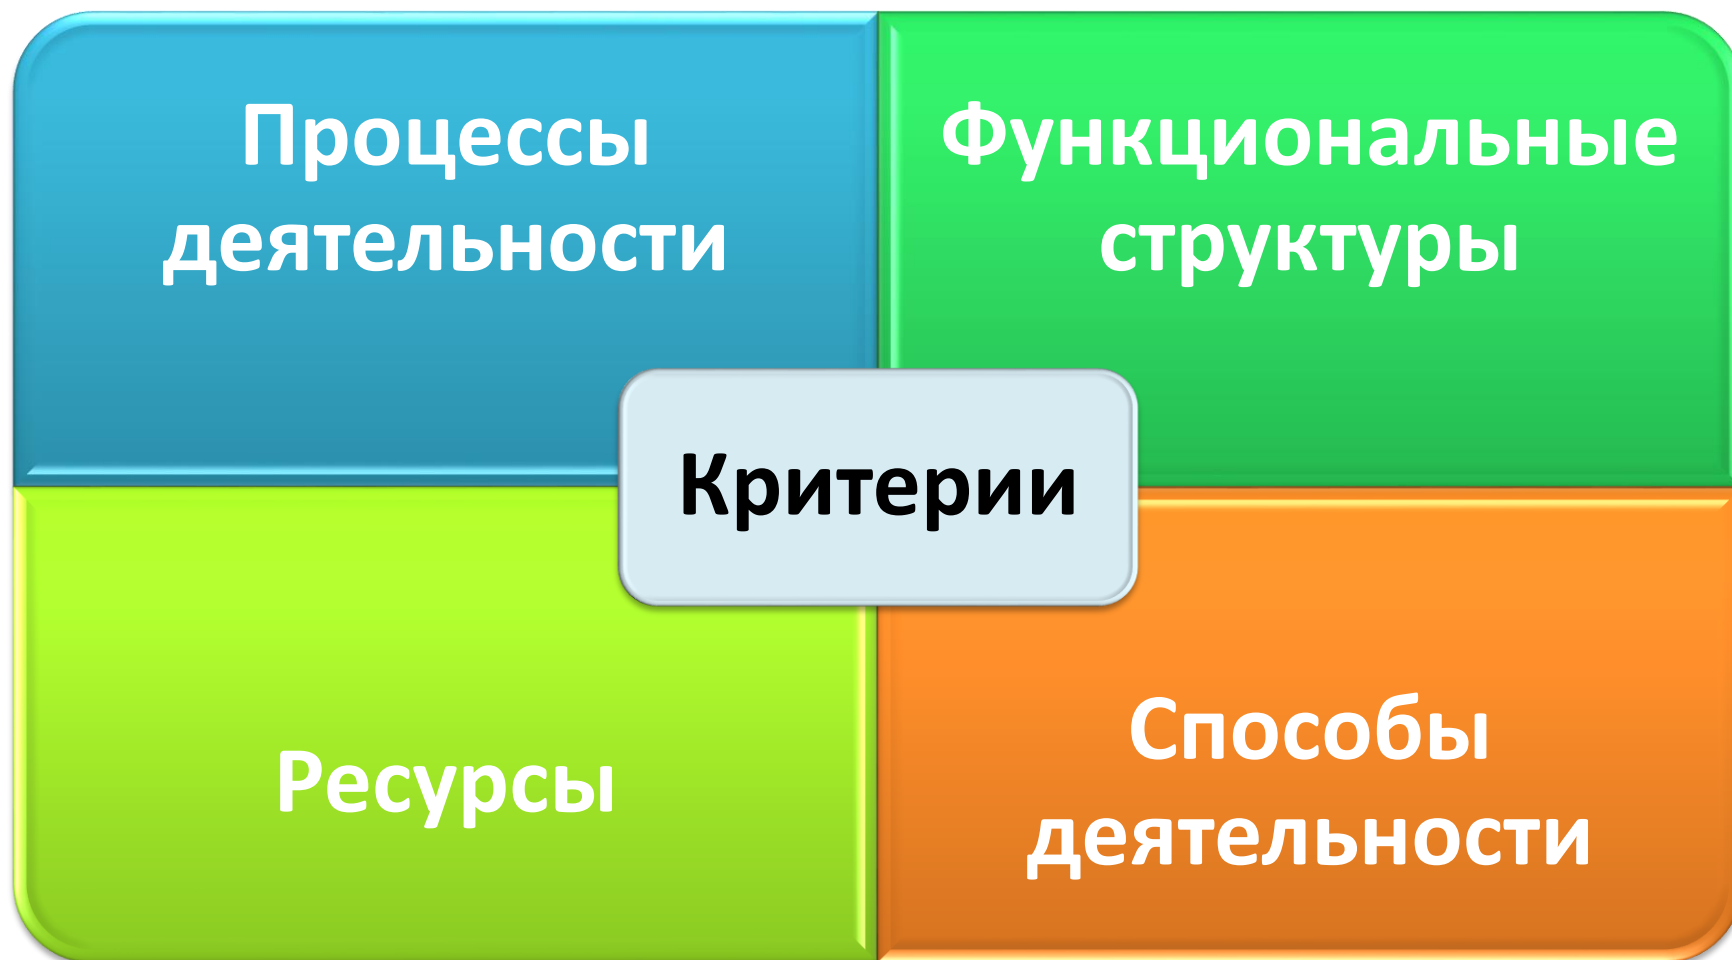 Процессы
деятельности
Функциональные
структуры
Критерии
Ресурсы
Способы
деятельности